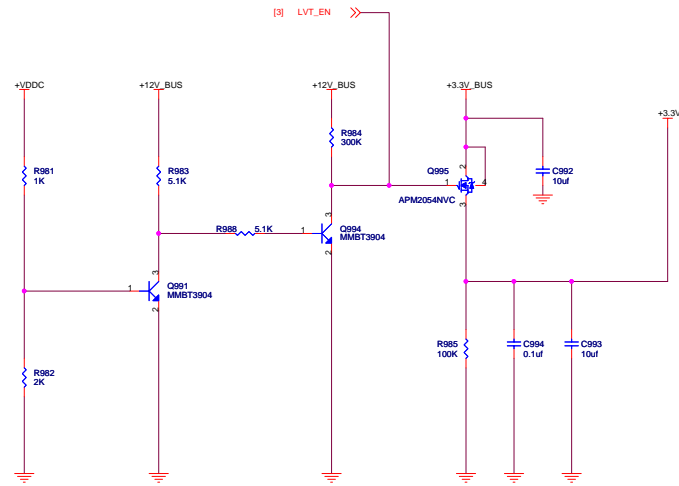 [3] LVT_EN
+VDDC
+12V_BUS
+12V_BUS
+3.3V_BUS
+3.3V
R981
1K
R983
5.1K
R984
300K
Q995
2
1
4
3
APM2054NVC
C992
10uf
R988 5.1K
1
3
2
Q994
MMBT3904
1
3
2
Q991
MMBT3904
R982
2K
R985
100K
C994
0.1uf
C993
10uf